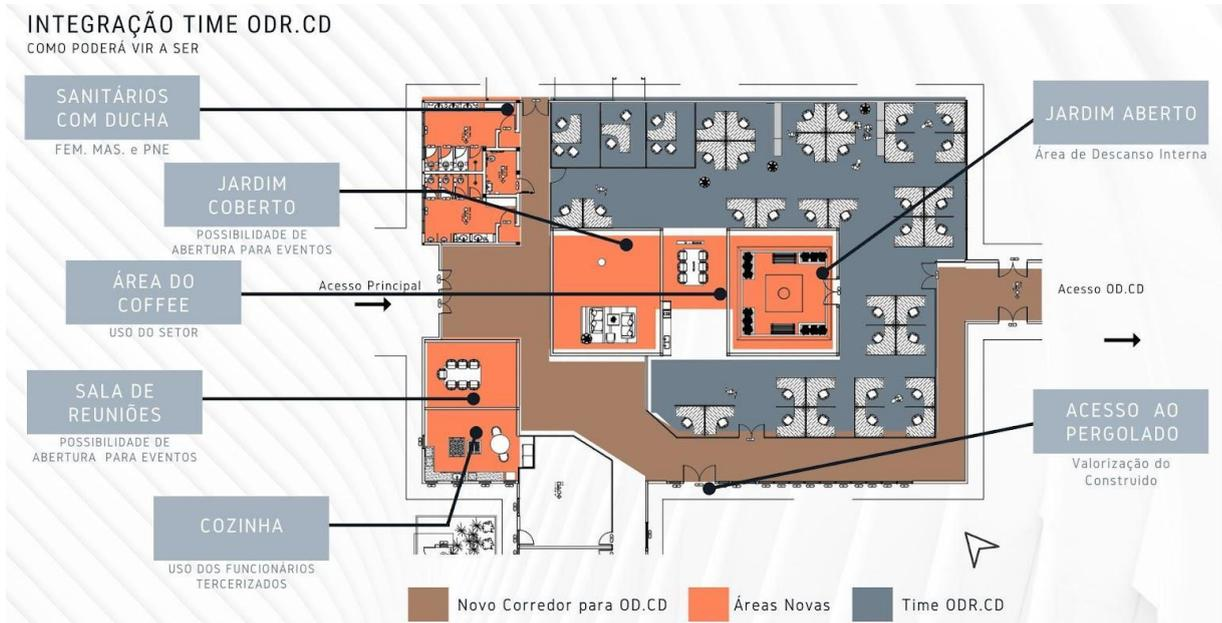 INTEGRAÇÃO TIME ODR.CD
COMO PODERÁ VIR A SER
SANITÁRIOS
COM DUCHA
FEM. MAS. e PNE
JARDIM
COBERTO
POSSIBILIDADE DE
ABERTURA PARA EVENTOS
ÁREA DO
COFFEE
USO DO SETOR
SALA DE
REUNIÕES
POSSIBILIDADE DE
ABERTURA PARA EVENTOS
COZINHA
USO DOS FUNCIONÁRIOS
TERCERIZADOS
Acesso Principal
JARDIM ABERTO
Área de Descanso Interna
Acesso OD.CD
ACESSO AO
PERGOLADO
Valorização do
Construido
Novo Corredor para OD.CD
Áreas Novas
Time ODR.CD